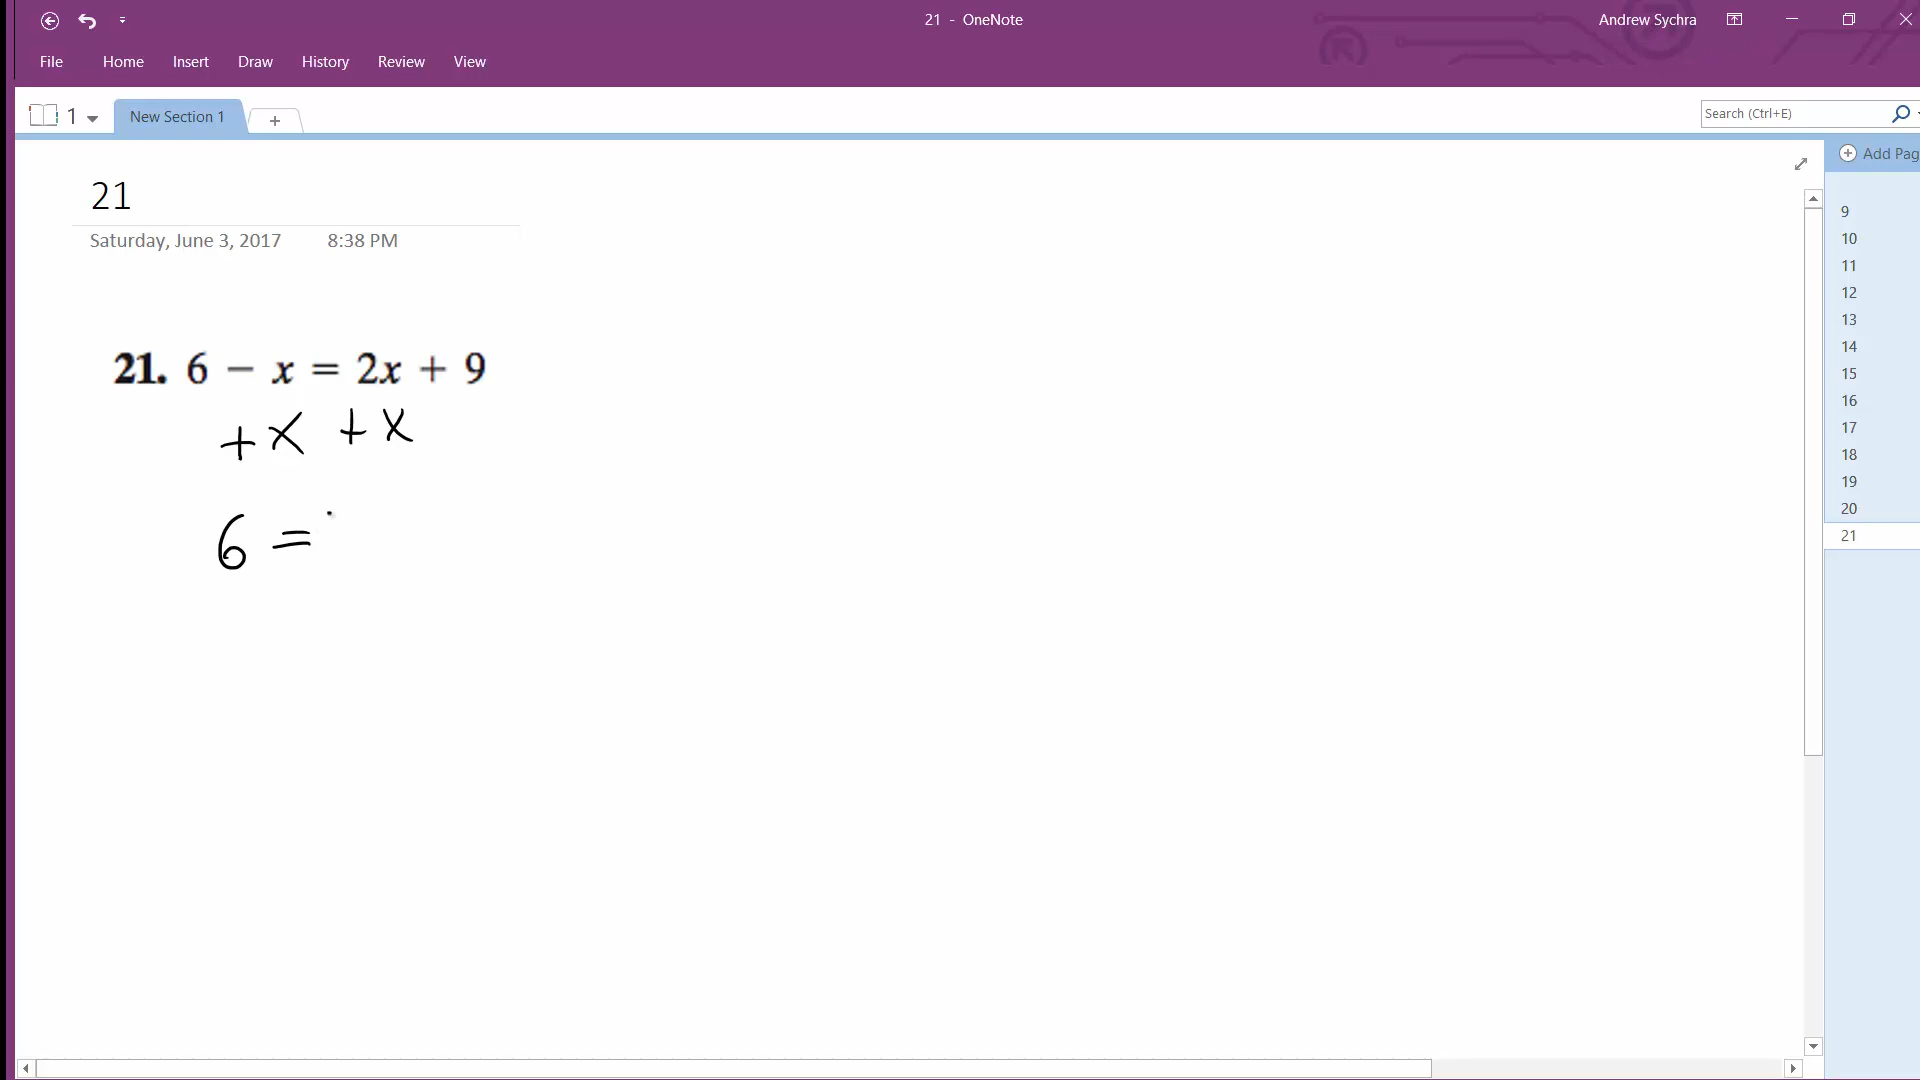 21 - OneNote
Andrew Sychra
File Home Insert Draw History Review View
1
New Section 1
+
Search (Ctrl+E)
Add Pag
21
Saturday, June 3, 2017 8:38 PM
21. 6 − x = 2x + 9
+x +x
6 =
9
10
11
12
13
14
15
16
17
18
19
20
21